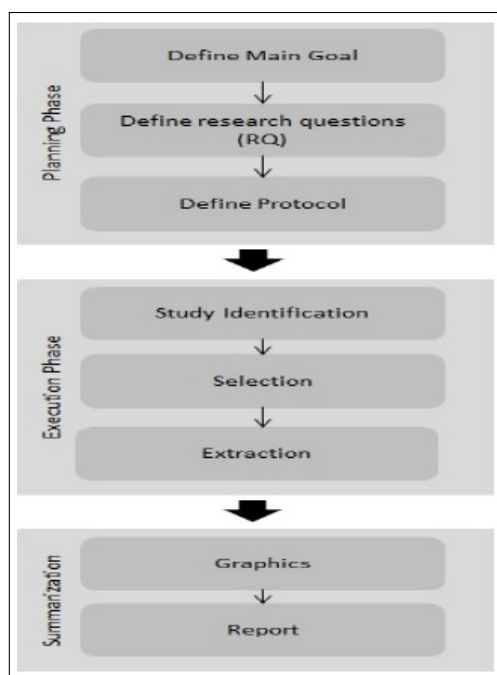 Planning Phase
Define Main Goal
Define research questions
(RQ)
Define Protocol
Execution Phase
Study Identification
Selection
Extraction
Summarization
Graphics
Report